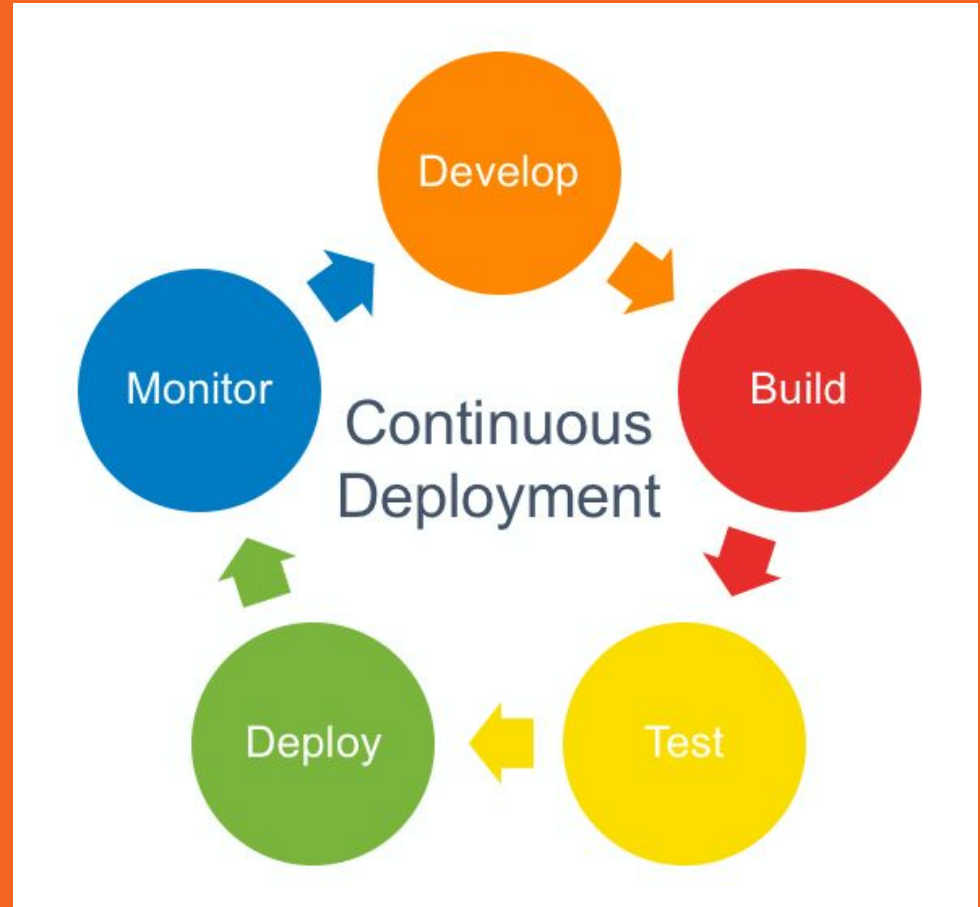 Develop
Build
Test
Deploy
Monitor
Continuous
Deployment